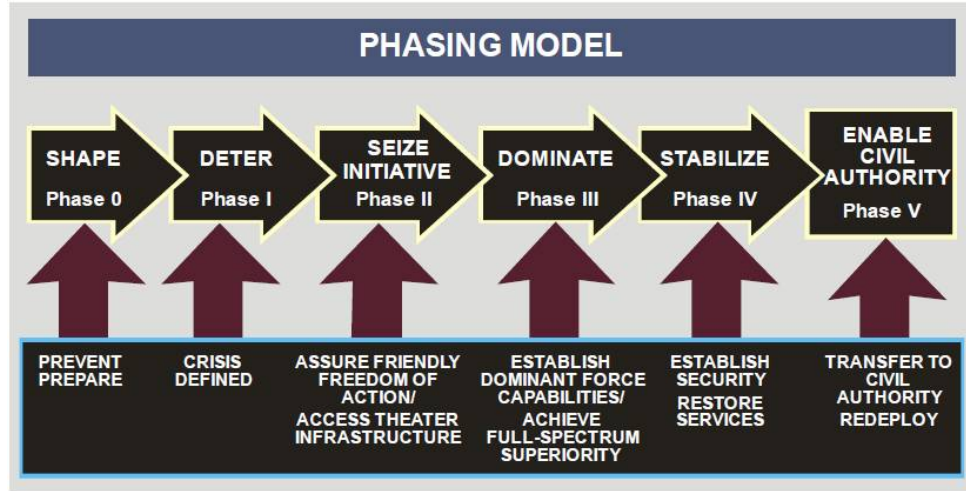 PHASING MODEL
SHAPE
Phase 0
DETER
Phase I
SEIZE
INITIATIVE
Phase II
DOMINATE
Phase III
STABILIZE
Phase IV
ENABLE
CIVIL
AUTHORITY
Phase V
PREVENT
PREPARE
CRISIS
DEFINED
ASSURE FRIENDLY
FREEDOM OF
ACTION/
ACCESS THEATER
INFRASTRUCTURE
ESTABLISH
DOMINANT FORCE
CAPABILITIES/
ACHIEVE
FULL-SPECTRUM
SUPERIORITY
ESTABLISH
SECURITY
RESTORE
SERVICES
TRANSFER TO
CIVIL
AUTHORITY
REDEPLOY